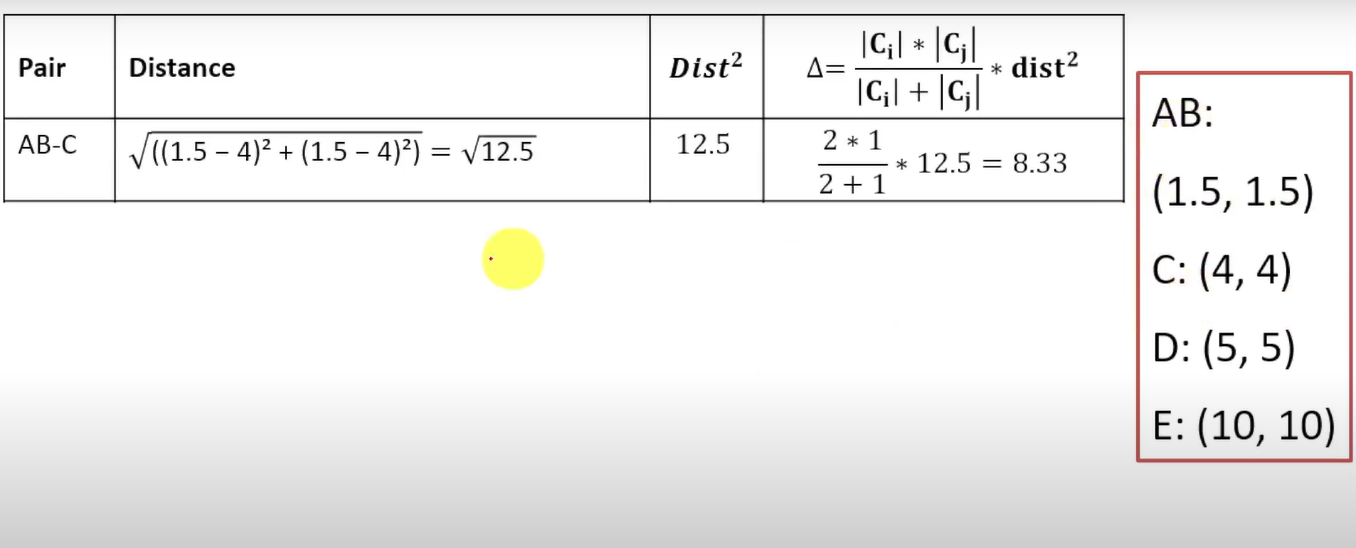 Pair Distance Dist² Δ= |Cᵢ| * |Cⱼ| / |Cᵢ| + |Cⱼ| * dist²
AB-C √((1.5 – 4)² + (1.5 – 4)²) = √12.5 12.5 2 * 1 / 2 + 1 * 12.5 = 8.33
AB:
(1.5, 1.5)
C: (4, 4)
D: (5, 5)
E: (10, 10)